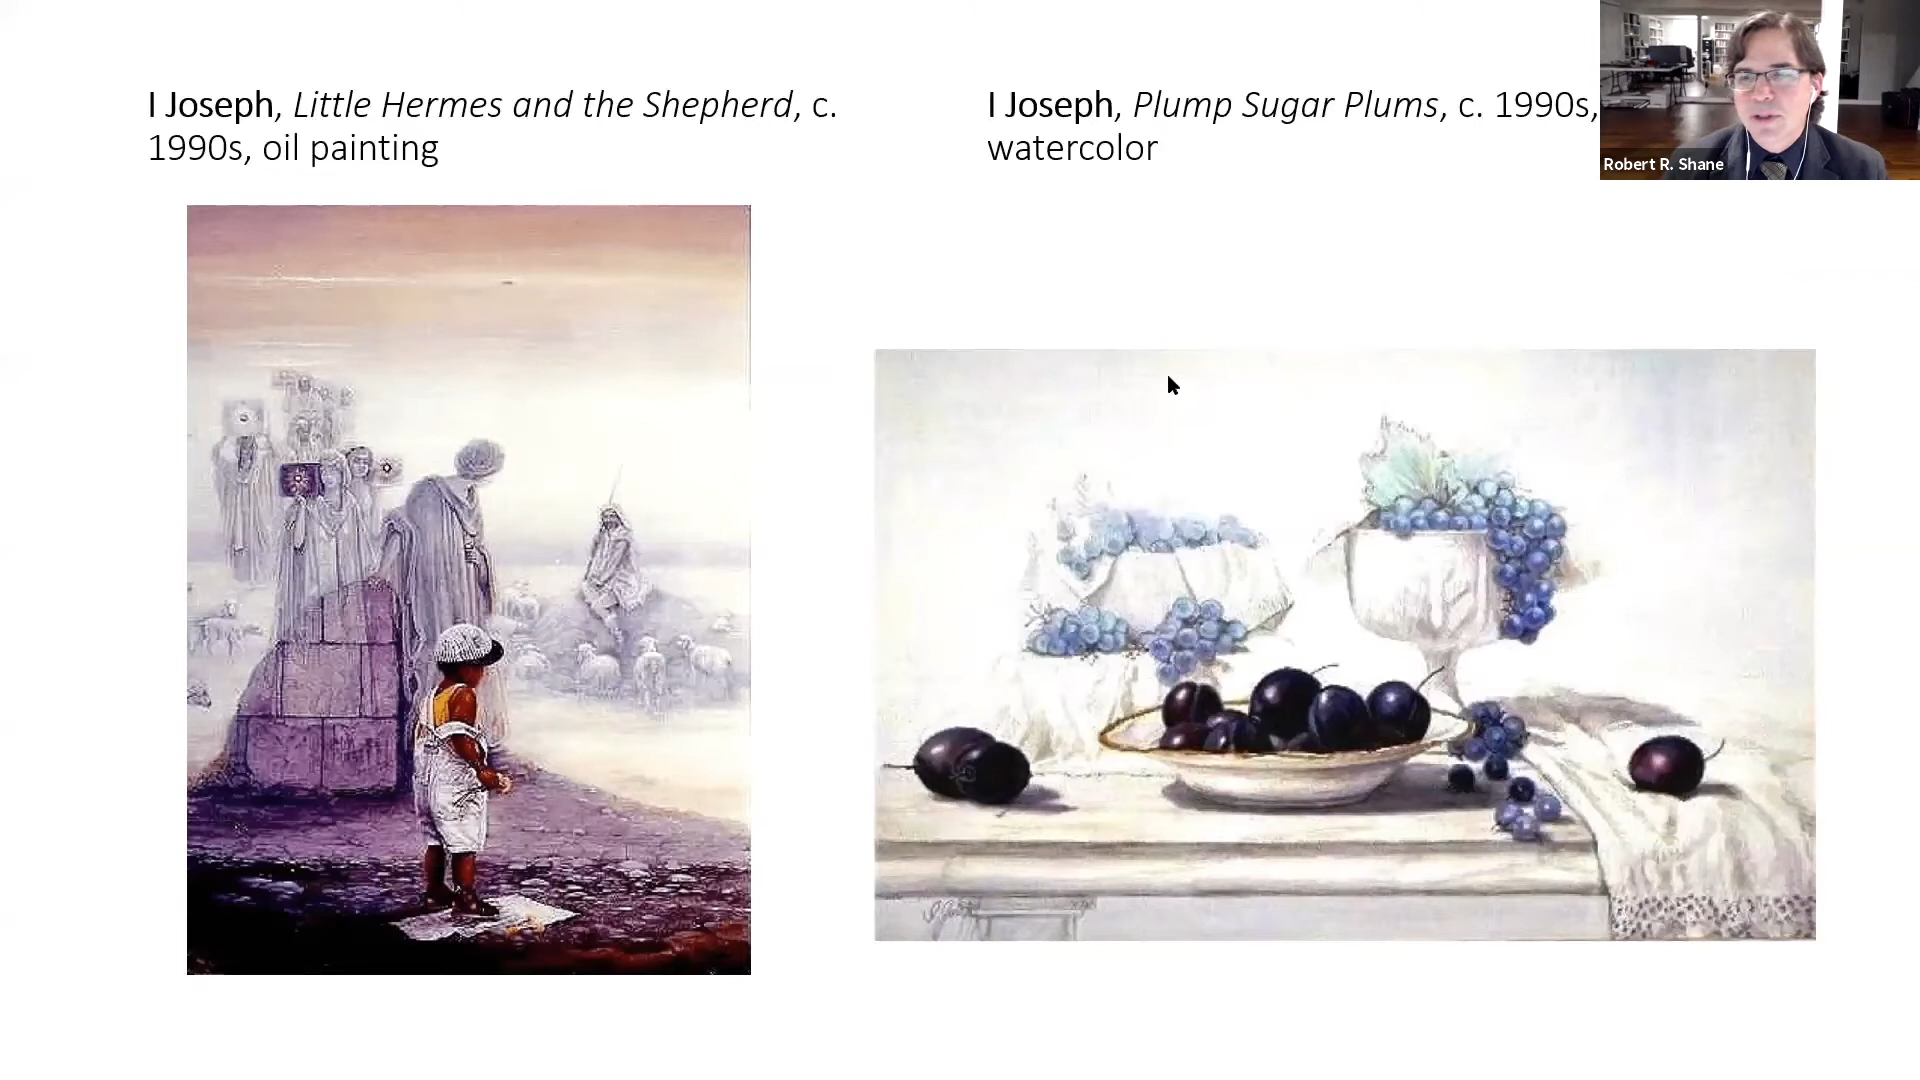 I Joseph, Little Hermes and the Shepherd, c.
1990s, oil painting
I Joseph, Plump Sugar Plums, c. 1990s,
watercolor
Robert R. Shane